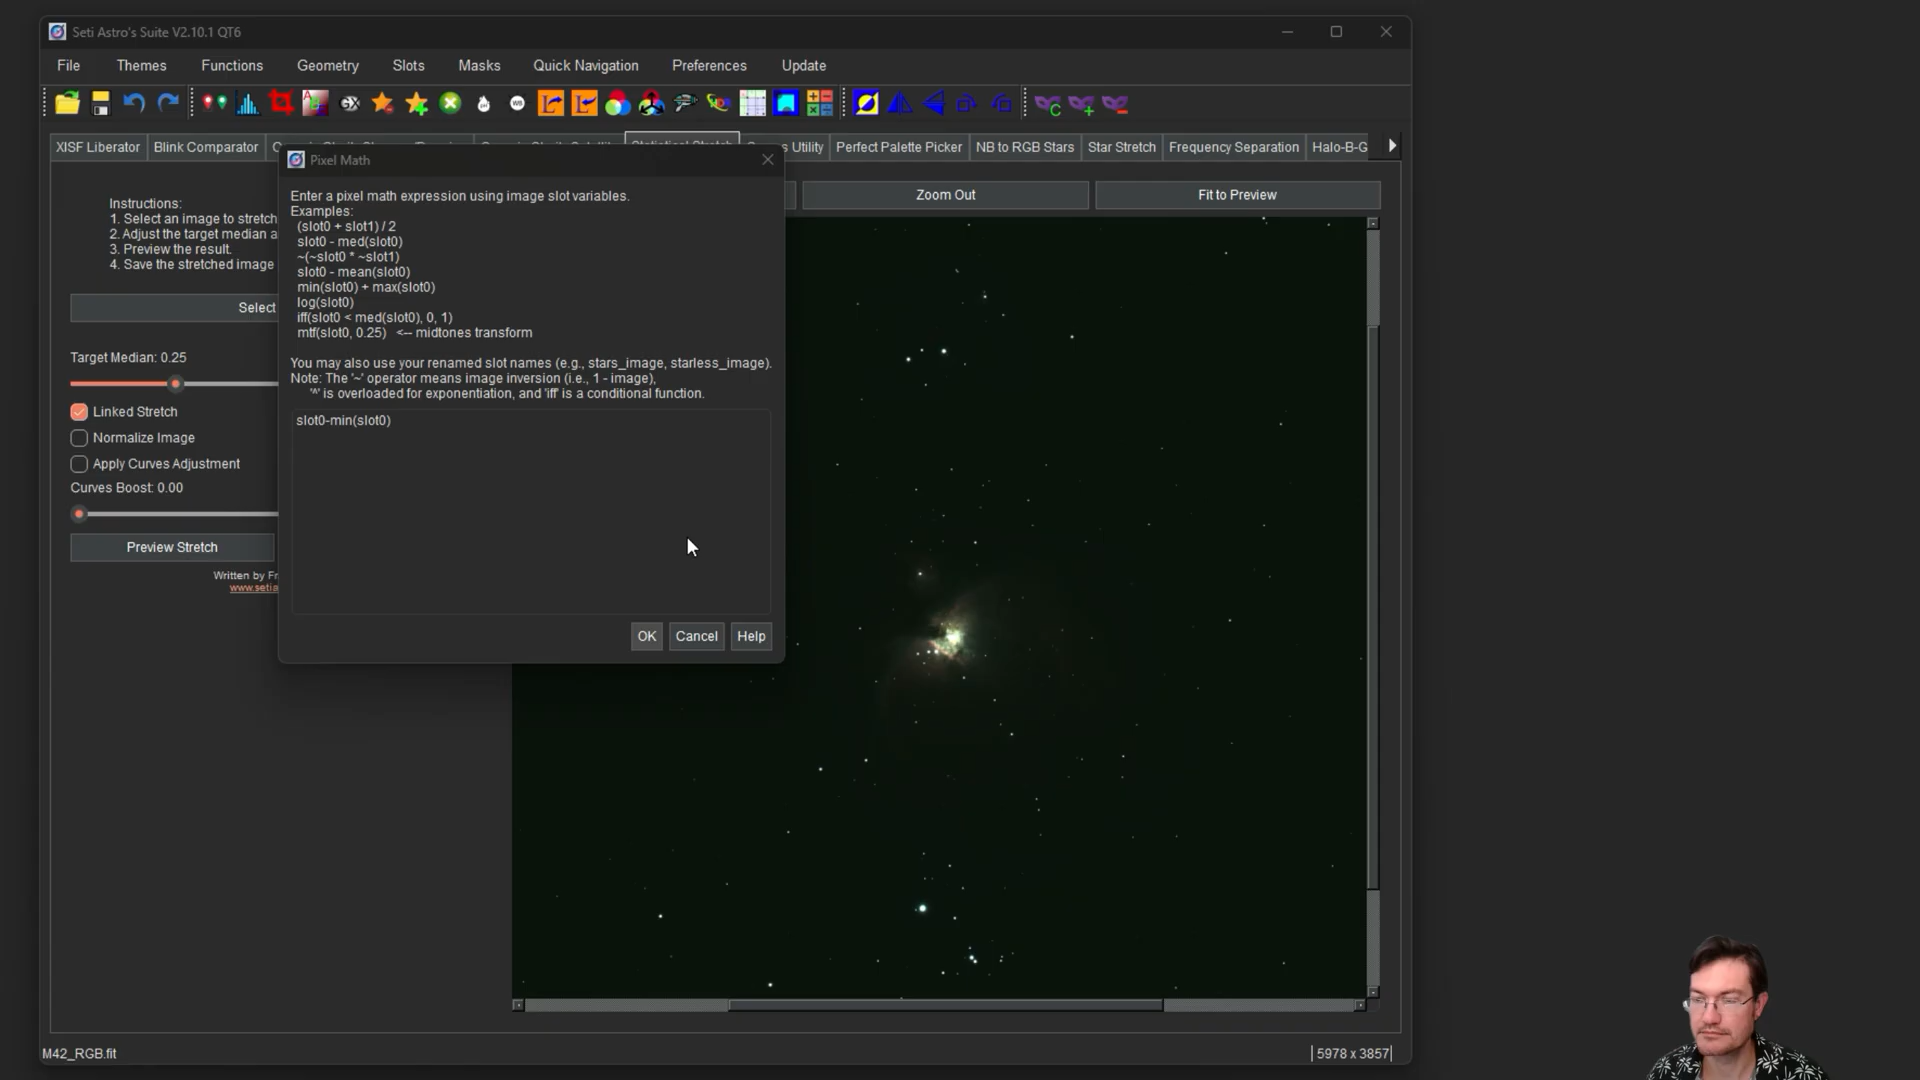 Seti Astro's Suite V2.10.1 QT6
File Themes Functions Geometry Slots Masks Quick Navigation Preferences Update
XISF Liberator Blink Comparator Utility Perfect Palette Picker NB to RGB Stars Star Stretch Frequency Separation Halo-B-G
Pixel Math
Zoom Out Fit to Preview
Instructions:
1. Select an image to stretch
2. Adjust the target median a
3. Preview the result.
4. Save the stretched image
Select
Target Median: 0.25
Linked Stretch
Normalize Image
Apply Curves Adjustment
Curves Boost: 0.00
Preview Stretch
Written by Fr
www.setia
Enter a pixel math expression using image slot variables.
Examples:
(slot0 + slot1) / 2
slot0 - med(slot0)
~(~slot0 * ~slot1)
slot0 - mean(slot0)
min(slot0) + max(slot0)
log(slot0)
iff(slot0 < med(slot0), 0, 1)
mtf(slot0, 0.25) <-- midtones transform
You may also use your renamed slot names (e.g., stars_image, starless_image).
Note: The '~' operator means image inversion (i.e., 1 - image),
'^' is overloaded for exponentiation, and 'iff' is a conditional function.
slot0-min(slot0)
OK Cancel Help
M42_RGB.fit
5978 x 3857